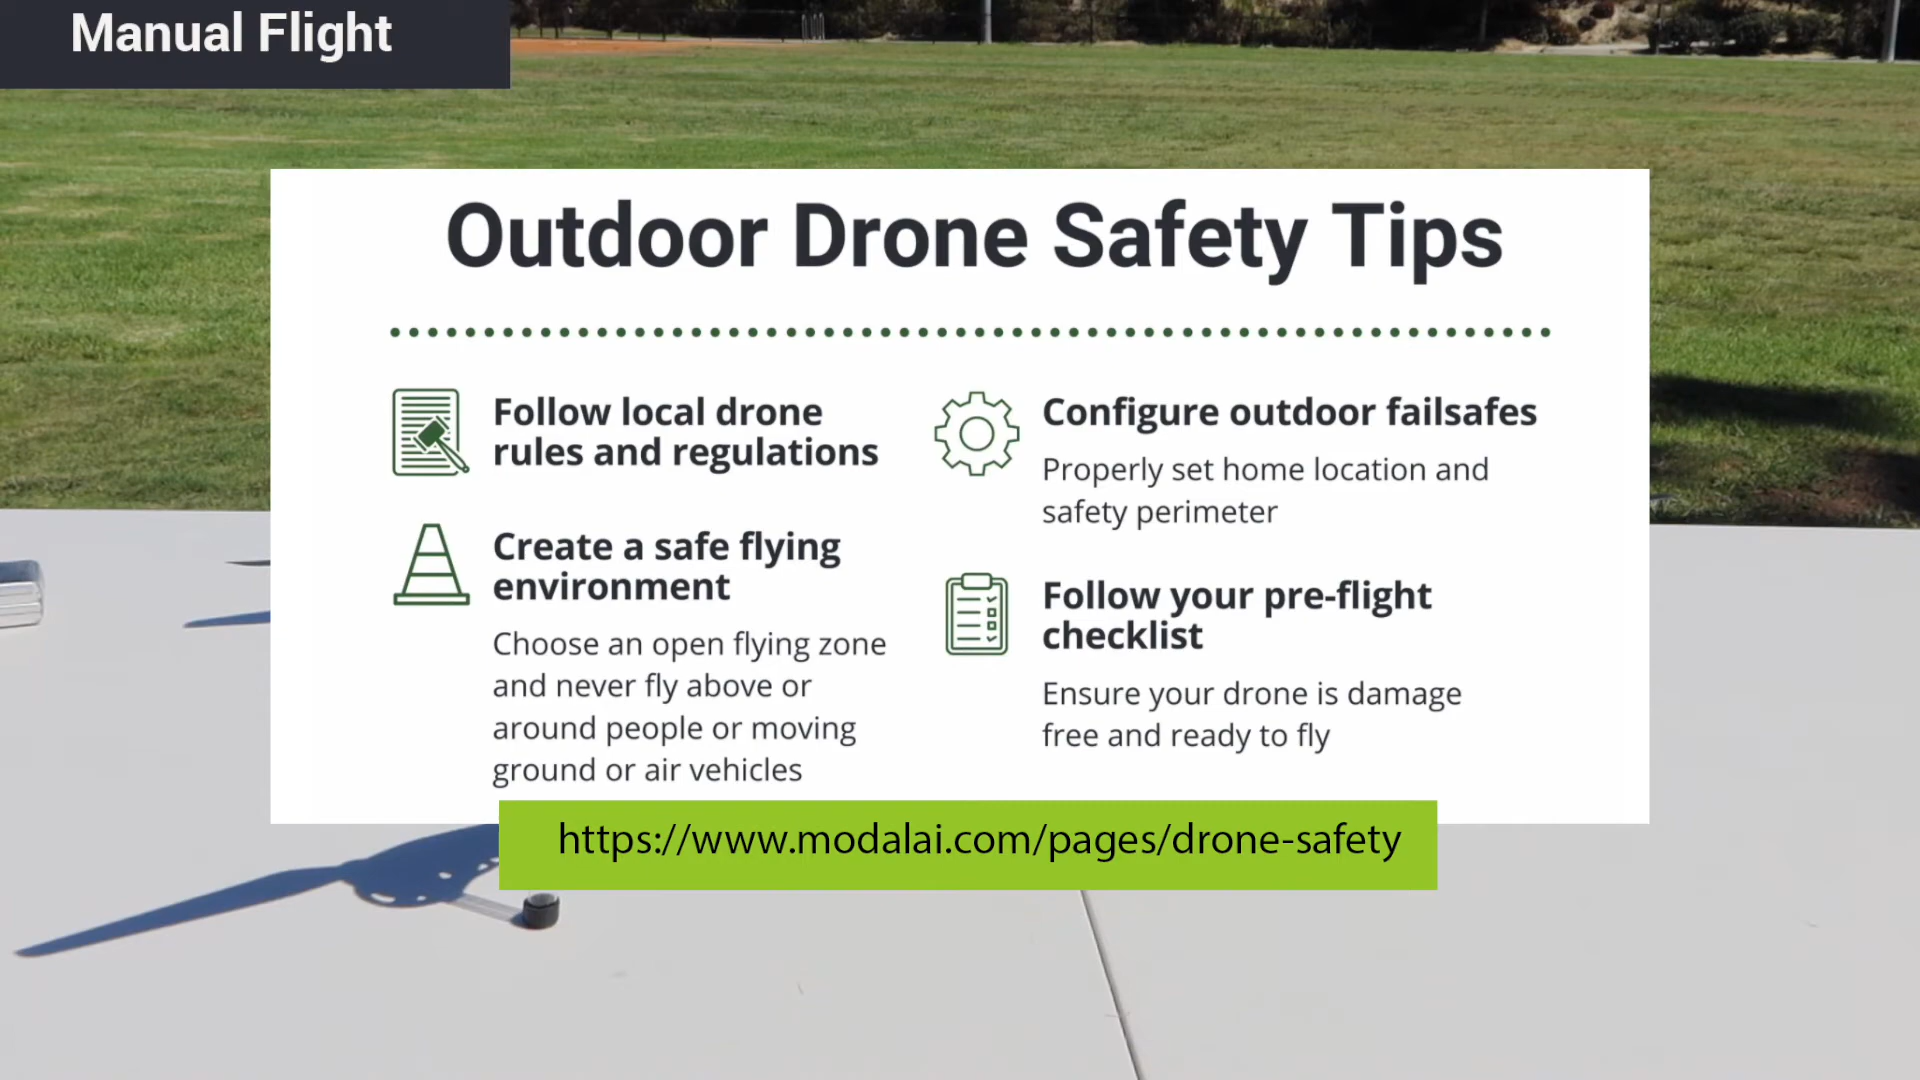 Manual Flight
Outdoor Drone Safety Tips
Follow local drone
rules and regulations
Create a safe flying
environment
Choose an open flying zone
and never fly above or
around people or moving
ground or air vehicles
Configure outdoor failsafes
Properly set home location and
safety perimeter
Follow your pre-flight
checklist
Ensure your drone is damage
free and ready to fly
https://www.modalai.com/pages/drone-safety